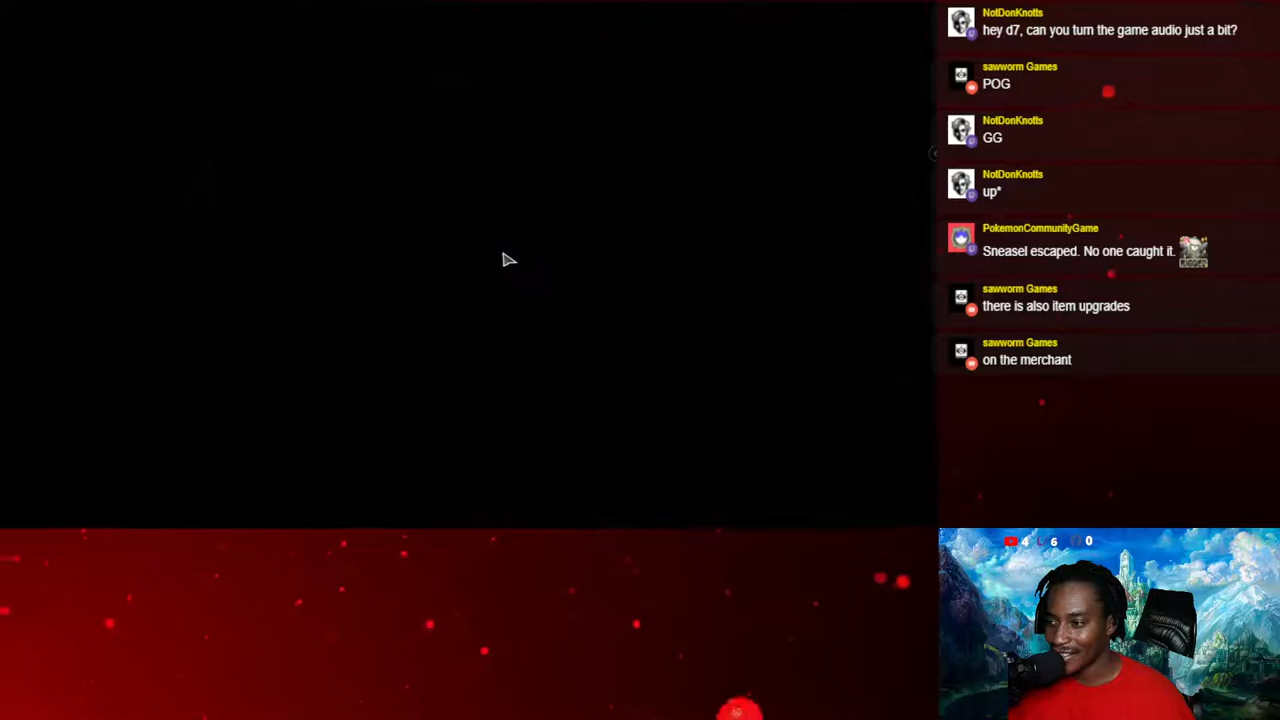 NotDonKnotts
hey d7, can you turn the game audio just a bit?
sawworm Games
POG
NotDonKnotts
GG
NotDonKnotts
up*
PokemonCommunityGame
Sneasel escaped. No one caught it.
sawworm Games
there is also item upgrades
sawworm Games
on the merchant
4 6 0